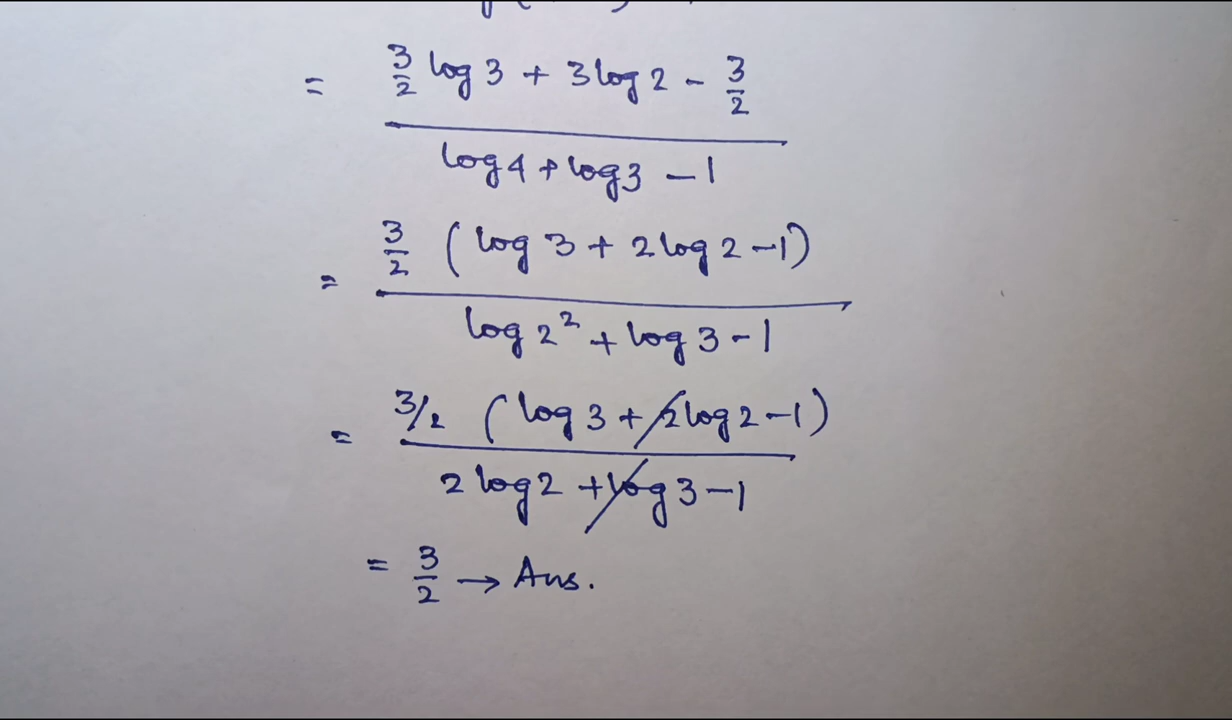 = 3/2 log 3 + 3 log 2 - 3/2
log 4 + log 3 - 1
= 3/2 ( log 3 + 2 log 2 - 1)
log 2² + log 3 - 1
= 3/2 ( log 3 + 2 log 2 - 1)
2 log 2 + log 3 - 1
= 3/2 → Ans.